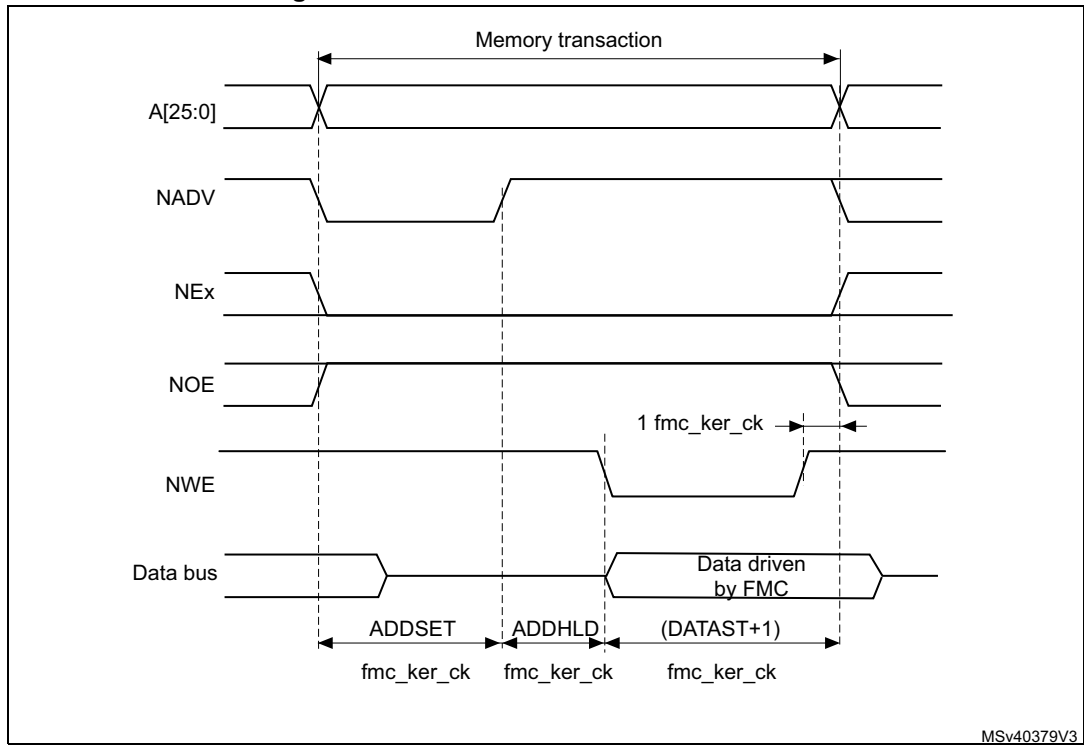 Memory transaction
A[25:0]
NADV
NEx
NOE
1 fmc_ker_ck
NWE
Data bus
Data driven
by FMC
ADDSET ADDHLD (DATAST+1)
fmc_ker_ck fmc_ker_ck fmc_ker_ck
MSv40379V3